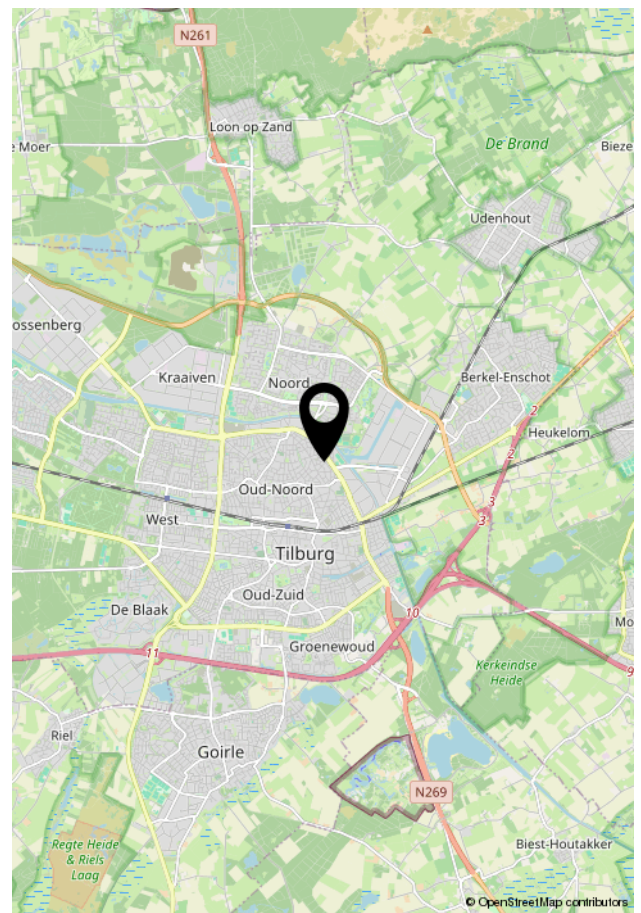 N261
Loon op Zand
e Moer
De Brand
Bieze
Udenhout
ossenberg
Kraaiven
Noord
Berkel-Enschot
2
Heukelom
2
Oud-Noord
3
West
3
Tilburg
Oud-Zuid
De Blaak
10
Mo
Groenewoud
11
Kerkeindse
Heide
9
Riel
Goirle
N269
Regte Heide
& Riels
Laag
Biest-Houtakker
© OpenStreetMap contributors